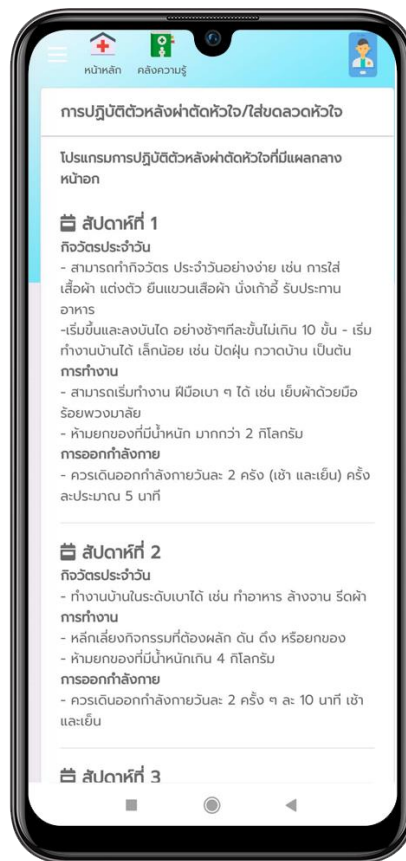 หน้าหลัก คลังความรู้
การปฏิบัติตัวหลังผ่าตัดหัวใจ/ใส่ขดลวดหัวใจ
โปรแกรมการปฏิบัติตัวหลังผ่าตัดหัวใจที่มีแผลกลาง
หน้าอก
สัปดาห์ที่ 1
กิจวัตรประจำวัน
- สามารถทำกิจวัตร ประจำวันอย่างง่าย เช่น การใส่
เสื้อผ้า แต่งตัว ยืนแขวนเสือผ้า นั่งเก้าอี้ รับประทาน
อาหาร
-เริ่มขึ้นและลงบันได อย่างช้าๆทีละขั้นไม่เกิน 10 ขั้น - เริ่ม
ทำงานบ้านได้ เล็กน้อย เช่น ปัดฝุ่น กวาดบ้าน เป็นต้น
การทำงาน
- สามารถเริ่มทำงาน ฝีมือเบา ๆ ได้ เช่น เย็บผ้าด้วยมือ
ร้อยพวงมาลัย
- ห้ามยกของที่มีน้ำหนัก มากกว่า 2 กิโลกรัม
การออกกำลังกาย
- ควรเดินออกกำลังกายวันละ 2 ครัง (เช้า และเย็น) ครั้ง
ละประมาณ 5 นาที
สัปดาห์ที่ 2
กิจวัตรประจำวัน
- ทำงานบ้านในระดับเบาได้ เช่น ทำอาหาร ล้างจาน รีดผ้า
การทำงาน
- หลีกเลี่ยงกิจกรรมที่ต้องผลัก ดัน ดึง หรือยกของ
- ห้ามยกของที่มีน้ำหนักเกิน 4 กิโลกรัม
การออกกำลังกาย
- ควรเดินออกกำลังกายวันละ 2 ครั้ง ๆ ละ 10 นาที เช้า
และเย็น
สัปดาห์ที่ 3